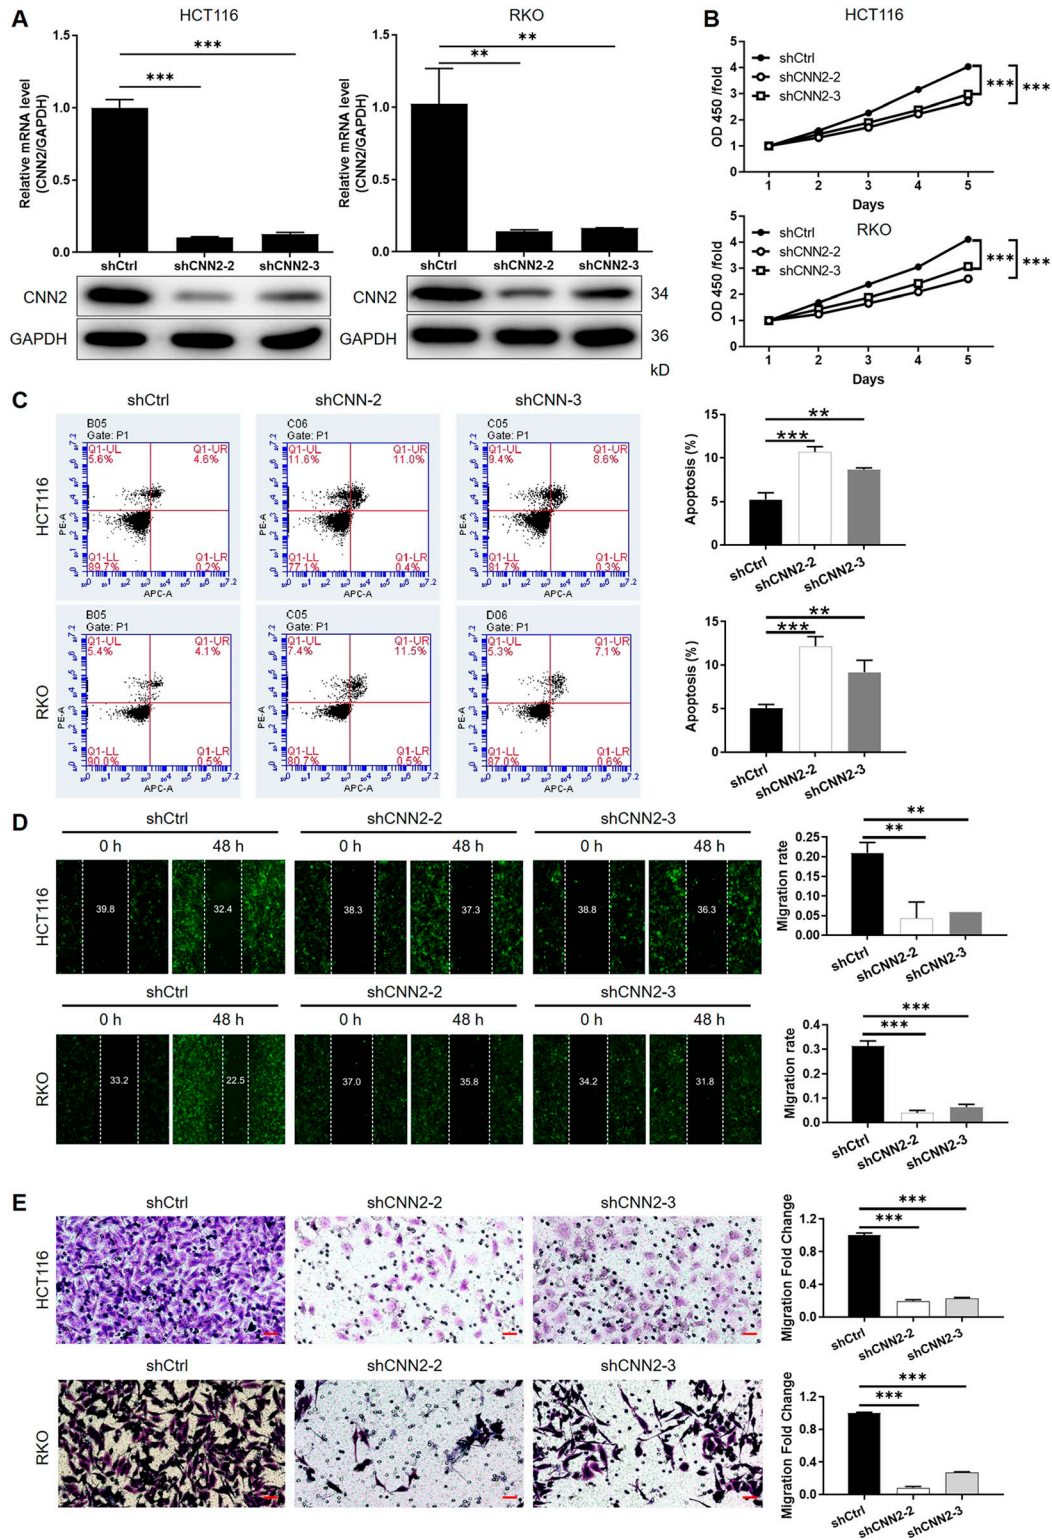 A
HCT116
RKO
Relative mRNA level
(CNN2/GAPDH)
1.5
1.0
0.5
0.0
***
***
shCtrl
shCNN2-2
shCNN2-3
Relative mRNA level
(CNN2/GAPDH)
1.5
1.0
0.5
0.0
**
**
shCtrl
shCNN2-2
shCNN2-3
CNN2
GAPDH
CNN2
34
GAPDH
36
kD
B
HCT116
OD 450 /fold
5
4
3
2
1
0
shCtrl
shCNN2-2
shCNN2-3
***
***
1 2 3 4 5
Days
RKO
OD 450 /fold
5
4
3
2
1
0
shCtrl
shCNN2-2
shCNN2-3
***
***
1 2 3 4 5
Days
C
shCtrl
shCNN-2
shCNN-3
HCT116
B05
Gate: P1
Q1-UL
5.6%
Q1-UR
4.6%
Q1-LL
89.7%
Q1-LR
0.2%
PE-A
APC-A
C06
Gate: P1
Q1-UL
11.6%
Q1-UR
11.0%
Q1-LL
77.1%
Q1-LR
0.4%
PE-A
APC-A
C05
Gate: P1
Q1-UL
9.4%
Q1-UR
8.6%
Q1-LL
81.7%
Q1-LR
0.3%
PE-A
APC-A
Apoptosis (%)
15
10
5
0
**
***
shCtrl
shCNN2-2
shCNN2-3
RKO
B05
Gate: P1
Q1-UL
5.4%
Q1-UR
4.1%
Q1-LL
90.0%
Q1-LR
0.5%
PE-A
APC-A
C05
Gate: P1
Q1-UL
7.4%
Q1-UR
11.5%
Q1-LL
80.7%
Q1-LR
0.5%
PE-A
APC-A
D06
Gate: P1
Q1-UL
5.3%
Q1-UR
7.1%
Q1-LL
87.0%
Q1-LR
0.6%
PE-A
APC-A
Apoptosis (%)
15
10
5
0
**
***
shCtrl
shCNN2-2
shCNN2-3
D
shCtrl
shCNN2-2
shCNN2-3
0 h
48 h
0 h
48 h
0 h
48 h
HCT116
39.8
32.4
38.3
37.3
38.8
36.3
Migration rate
0.25
0.20
0.15
0.10
0.05
0.00
**
**
shCtrl
shCNN2-2
shCNN2-3
shCtrl
shCNN2-2
shCNN2-3
0 h
48 h
0 h
48 h
0 h
48 h
RKO
33.2
22.5
37.0
35.8
34.2
31.8
Migration rate
0.4
0.3
0.2
0.1
0.0
***
***
shCtrl
shCNN2-2
shCNN2-3
E
shCtrl
shCNN2-2
shCNN2-3
HCT116
Migration Fold Change
1.2
0.8
0.4
0.0
***
***
shCtrl
shCNN2-2
shCNN2-3
shCtrl
shCNN2-2
shCNN2-3
RKO
Migration Fold Change
1.2
0.8
0.4
0.0
***
***
shCtrl
shCNN2-2
shCNN2-3